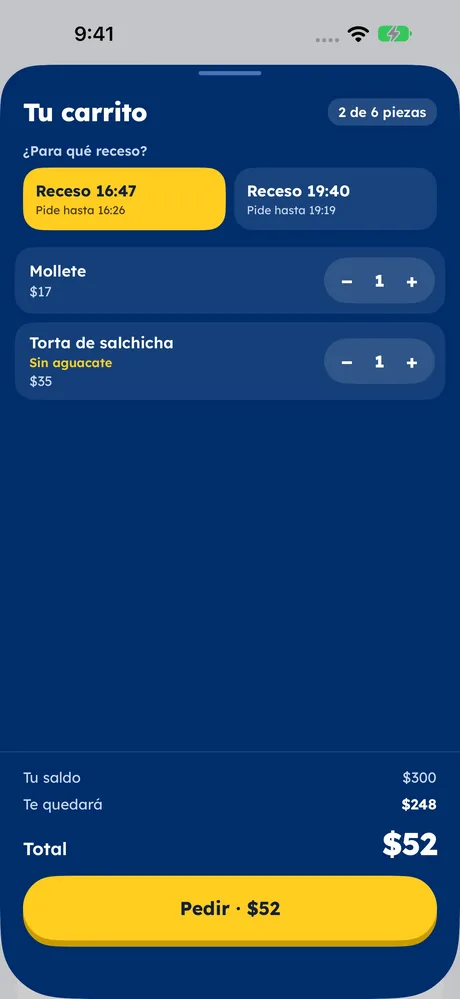 9:41
Tu carrito
2 de 6 piezas
¿Para qué receso?
Receso 16:47
Pide hasta 16:26
Receso 19:40
Pide hasta 19:19
Mollete
$17
− 1 +
Torta de salchicha
Sin aguacate
$35
− 1 +
Tu saldo $300
Te quedará $248
Total $52
Pedir · $52